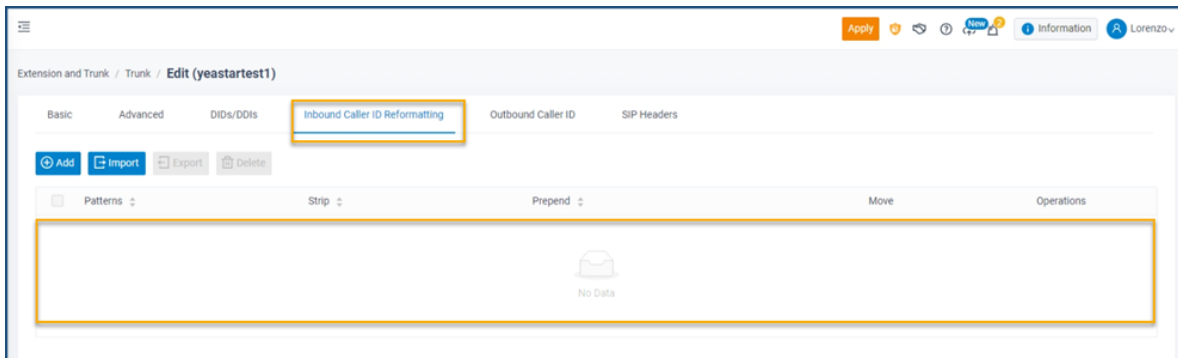 Apply New 2 Information A Lorenzo
Extension and Trunk / Trunk / Edit (yeastartest1)
Basic Advanced DIDs/DDIs Inbound Caller ID Reformatting Outbound Caller ID SIP Headers
Add Import Export Delete
Patterns Strip Prepend Move Operations
No Data